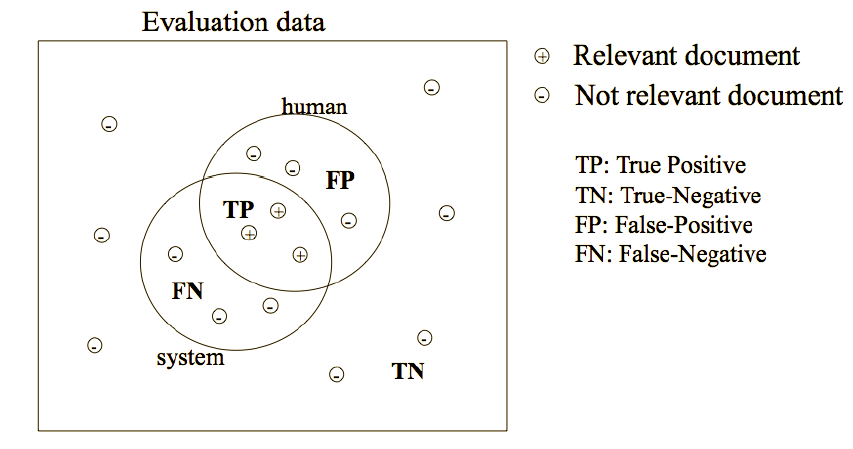 Evaluation data
⊕ Relevant document
⊖ Not relevant document
human
FP
TP
FN
system
TN
TP: True Positive
TN: True-Negative
FP: False-Positive
FN: False-Negative